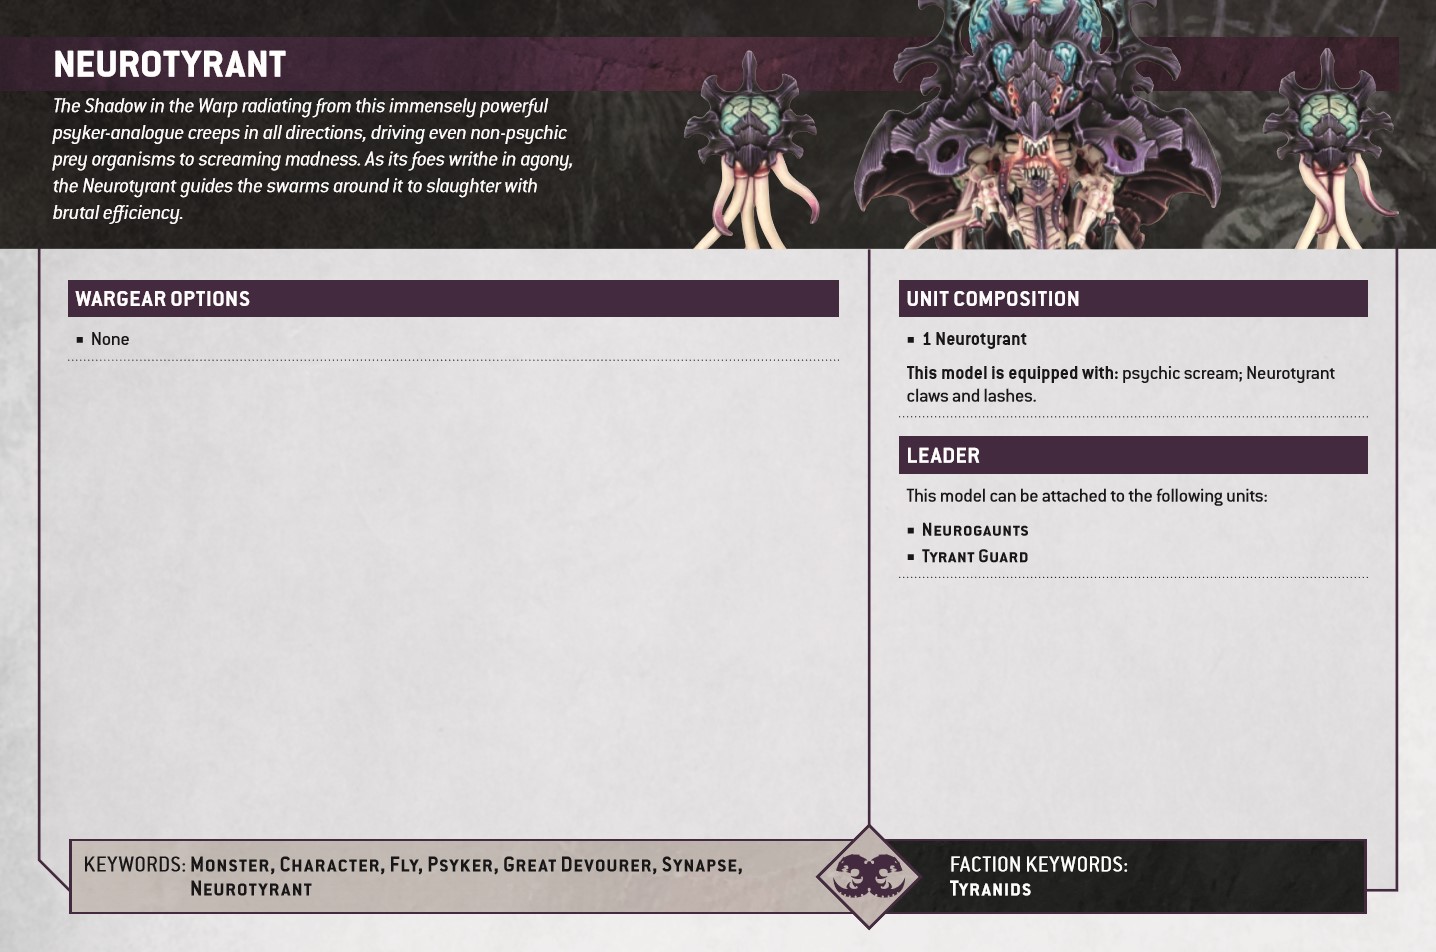 NEUROTYRANT
The Shadow in the Warp radiating from this immensely powerful
psyker-analogue creeps in all directions, driving even non-psychic
prey organisms to screaming madness. As its foes writhe in agony,
the Neurotyrant guides the swarms around it to slaughter with
brutal efficiency.
WARGEAR OPTIONS
■ None
UNIT COMPOSITION
■ 1 Neurotyrant
This model is equipped with: psychic scream; Neurotyrant
claws and lashes.
LEADER
This model can be attached to the following units:
■ NEUROGAUNTS
■ TYRANT GUARD
KEYWORDS: MONSTER, CHARACTER, FLY, PSYKER, GREAT DEVOURER, SYNAPSE,
NEUROTYRANT
FACTION KEYWORDS:
TYRANIDS